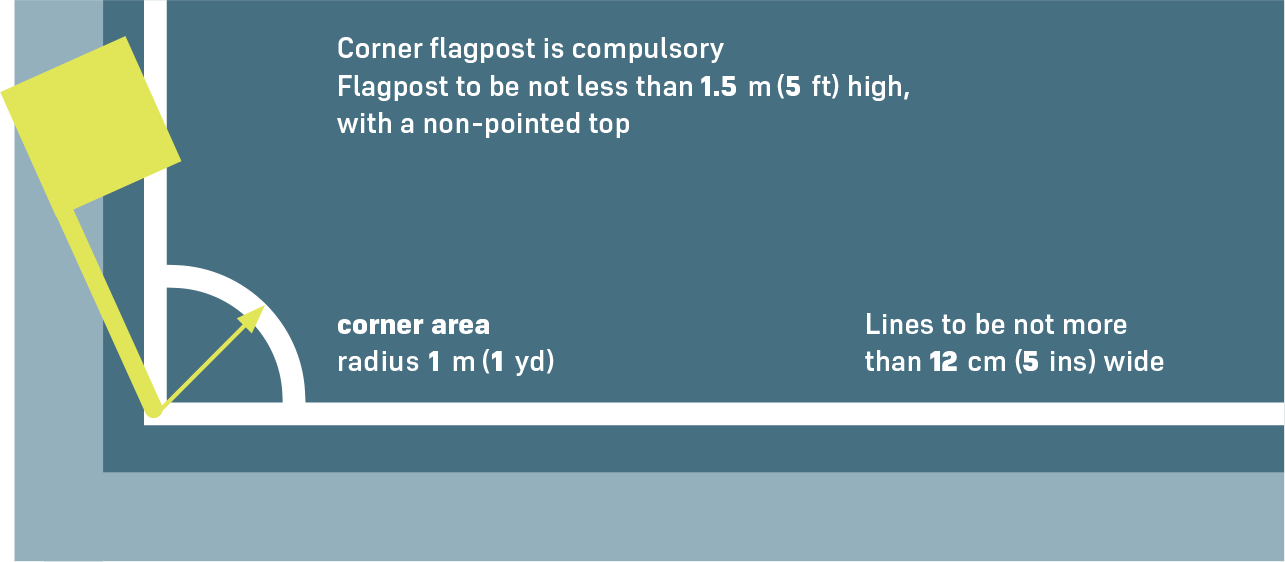 Corner flagpost is compulsory
Flagpost to be not less than 1.5 m (5 ft) high,
with a non-pointed top
corner area
radius 1 m (1 yd)
Lines to be not more
than 12 cm (5 ins) wide